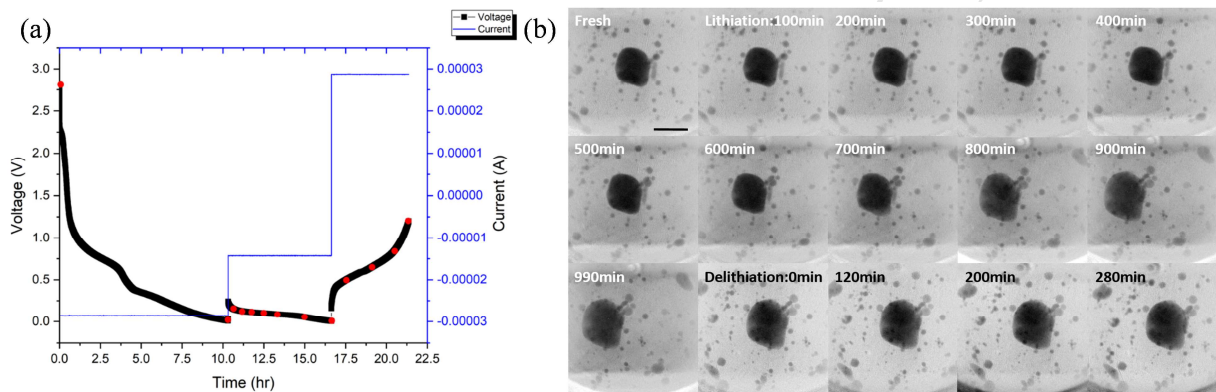 (a)
Voltage
Current
(b)
3.0
2.5
2.0
1.5
1.0
0.5
0.0
Voltage (V)
0.00003
0.00002
0.00001
0.00000
-0.00001
-0.00002
-0.00003
Current (A)
0.0 2.5 5.0 7.5 10.0 12.5 15.0 17.5 20.0 22.5
Time (hr)
Fresh Lithiation:100min 200min 300min 400min
500min 600min 700min 800min 900min
990min Delithiation:0min 120min 200min 280min